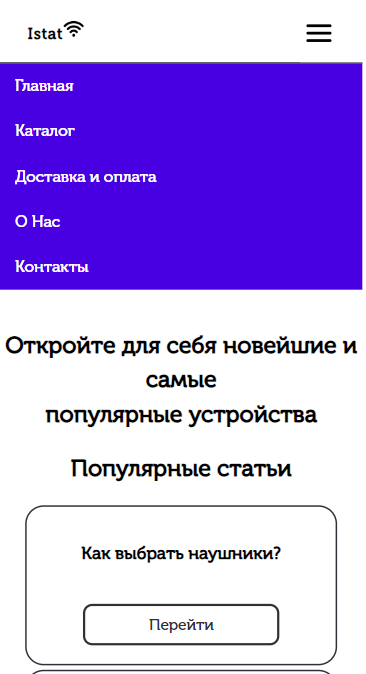 Istat
Главная
Каталог
Доставка и оплата
О Нас
Контакты
Откройте для себя новейшие и
самые
популярные устройства
Популярные статьи
Как выбрать наушники?
Перейти